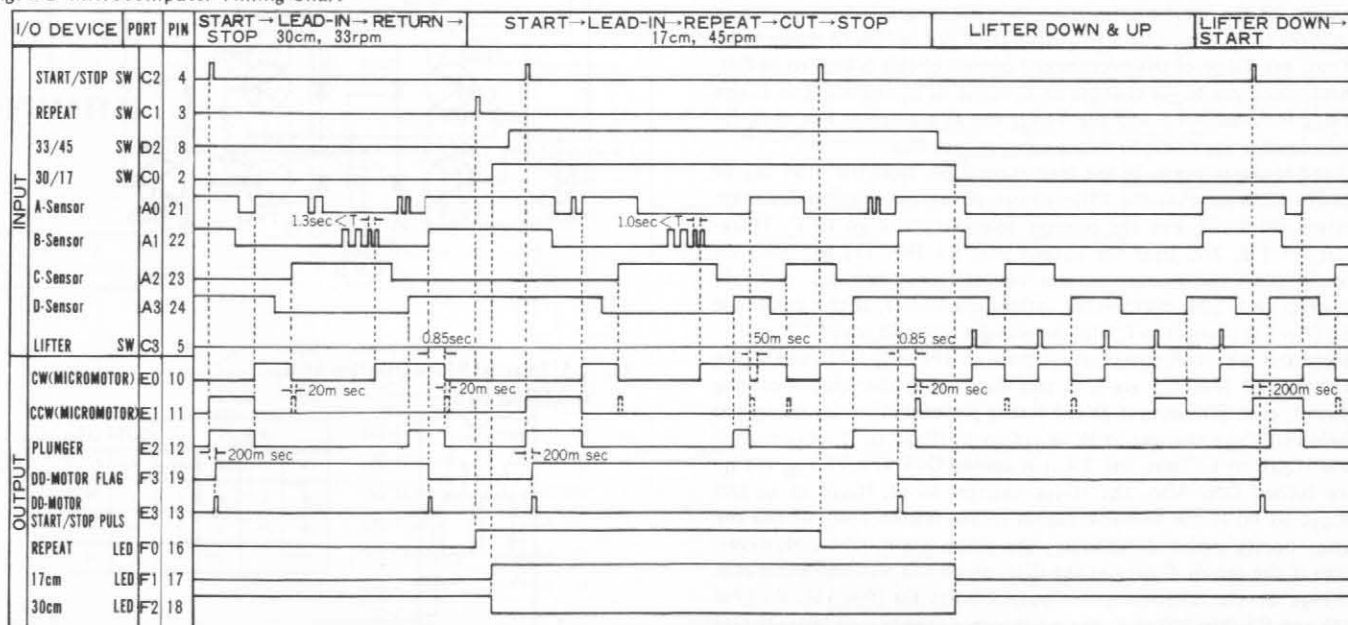 Microcomputer Timing Chart
I/O DEVICE PORT PIN START→LEAD-IN→RETURN→ START→LEAD-IN→REPEAT→CUT→STOP LIFTER DOWN & UP LIFTER DOWN→
STOP 30cm, 33rpm 17cm, 45rpm START
INPUT
START/STOP SW C2 4
REPEAT SW C1 3
33/45 SW D2 8
30/17 SW C0 2
A-Sensor A0 21
1.3sec<T 1.0sec<T
B-Sensor A1 22
C-Sensor A2 23
D-Sensor A3 24
0.85sec 50m sec 0.85 sec
LIFTER SW C3 5
OUTPUT
CW(MICROMOTOR) E0 10
20m sec 20m sec 20m sec 200m sec
CCW(MICROMOTOR) E1 11
PLUNGER E2 12
200m sec 200m sec
DD-MOTOR FLAG F3 19
DD-MOTOR
START/STOP PULS E3 13
REPEAT LED F0 16
17cm LED F1 17
30cm LED F2 18